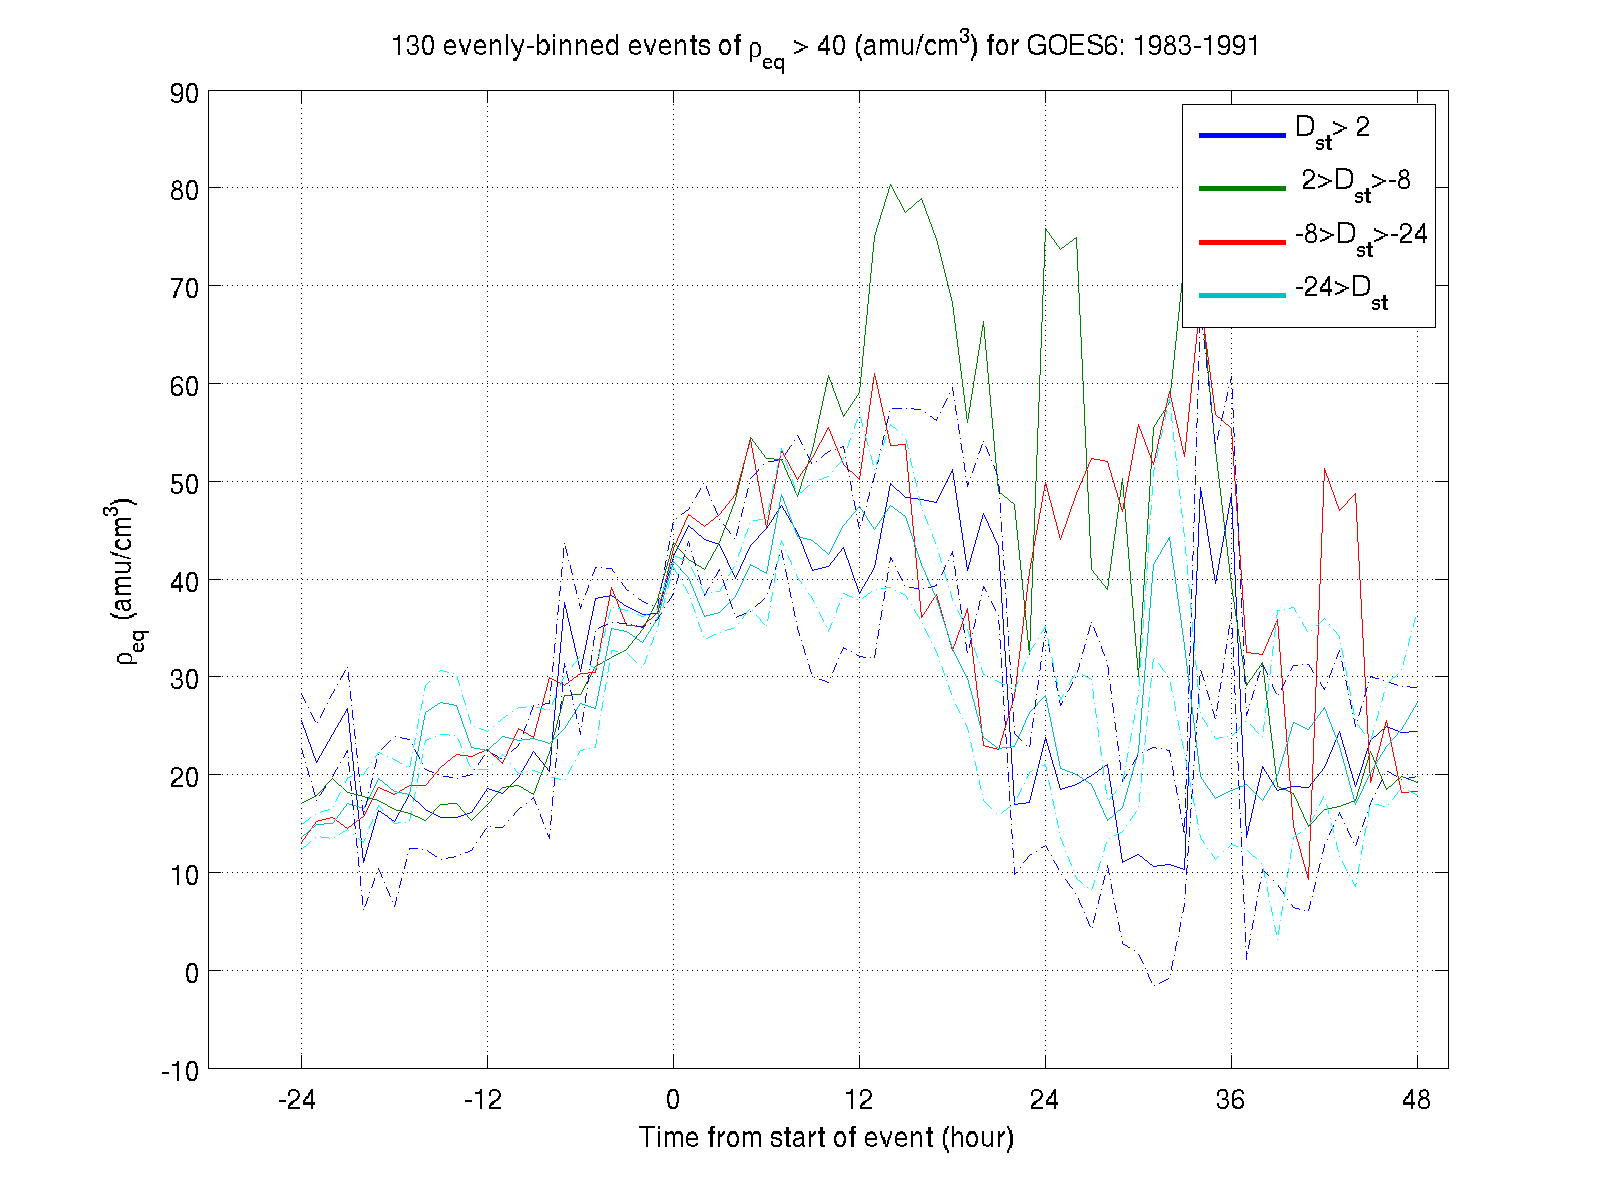 130 evenly-binned events of ρeq > 40 (amu/cm3) for GOES6: 1983-1991
90
80
70
60
50
40
30
20
10
0
-10
ρeq (amu/cm3)
Dst> 2
2>Dst>-8
-8>Dst>-24
-24>Dst
-24 -12 0 12 24 36 48
Time from start of event (hour)